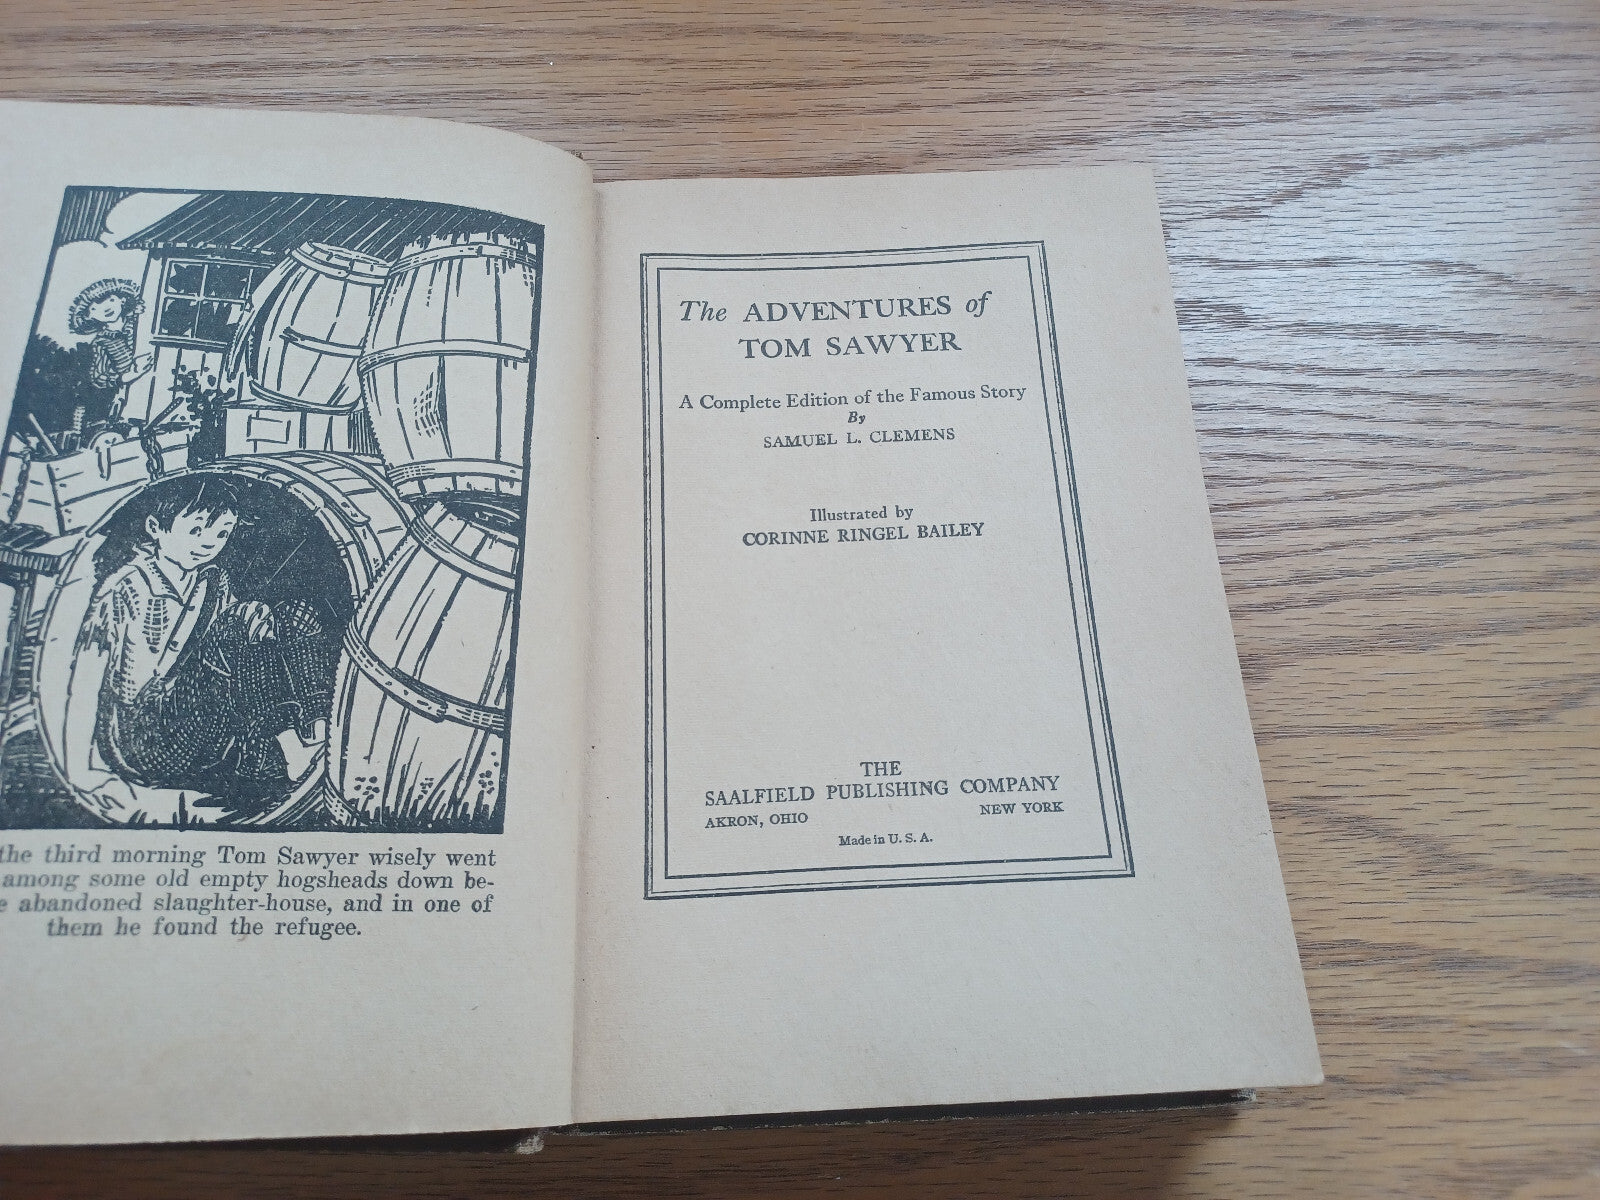 the third morning Tom Sawyer wisely went
among some old empty hogsheads down be-
abandoned slaughter-house, and in one of
them he found the refugee.
The ADVENTURES of
TOM SAWYER
A Complete Edition of the Famous Story
By
SAMUEL L. CLEMENS
Illustrated by
CORINNE RINGEL BAILEY
THE
SAALFIELD PUBLISHING COMPANY
AKRON, OHIO NEW YORK
Made in U. S. A.